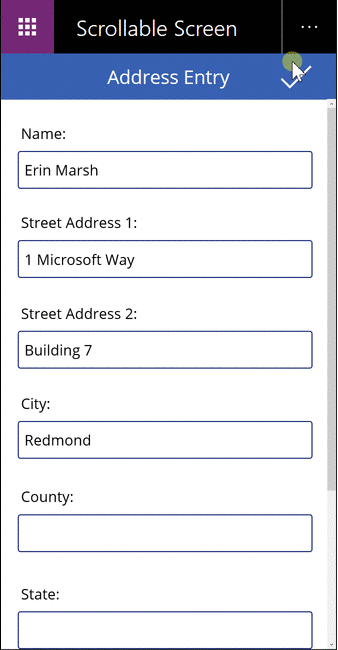 Scrollable Screen
Address Entry
Name:
Erin Marsh
Street Address 1:
1 Microsoft Way
Street Address 2:
Building 7
City:
Redmond
County:
State: